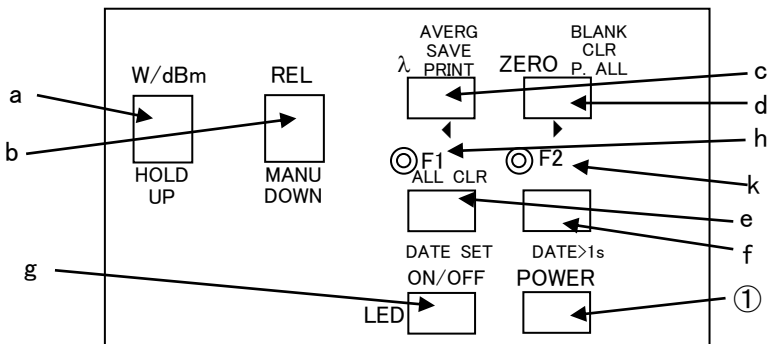 AVERG
SAVE
PRINT
BLANK
CLR
P. ALL
W/dBm
REL
λ
ZERO
a
b
c
d
h
F1
F2
HOLD
UP
MANU
DOWN
ALL CLR
k
e
f
DATE SET
DATE>1s
g
ON/OFF
POWER
LED
①